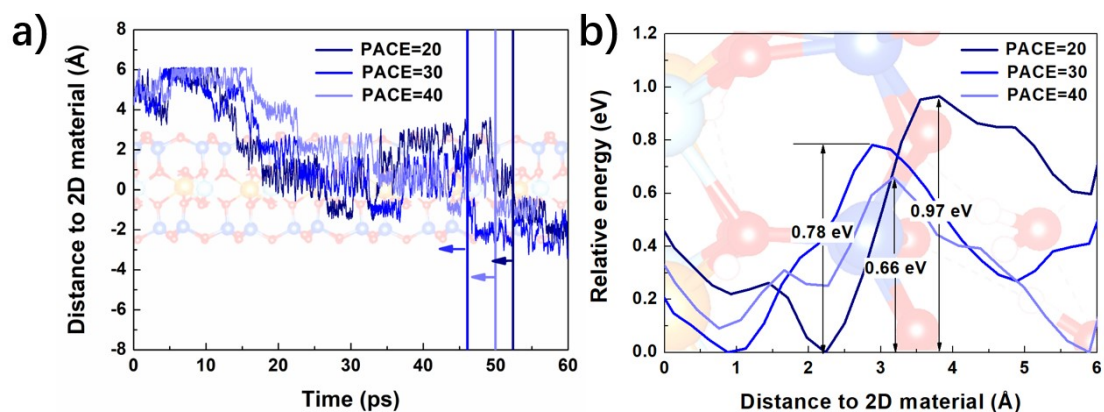 a)
Distance to 2D material (Å)
8
6
4
2
0
-2
-4
-6
-8
PACE=20
PACE=30
PACE=40
0 10 20 30 40 50 60
Time (ps)
b)
Relative energy (eV)
1.2
1.0
0.8
0.6
0.4
0.2
0.0
PACE=20
PACE=30
PACE=40
0.97 eV
0.78 eV
0.66 eV
0 1 2 3 4 5 6
Distance to 2D material (Å)